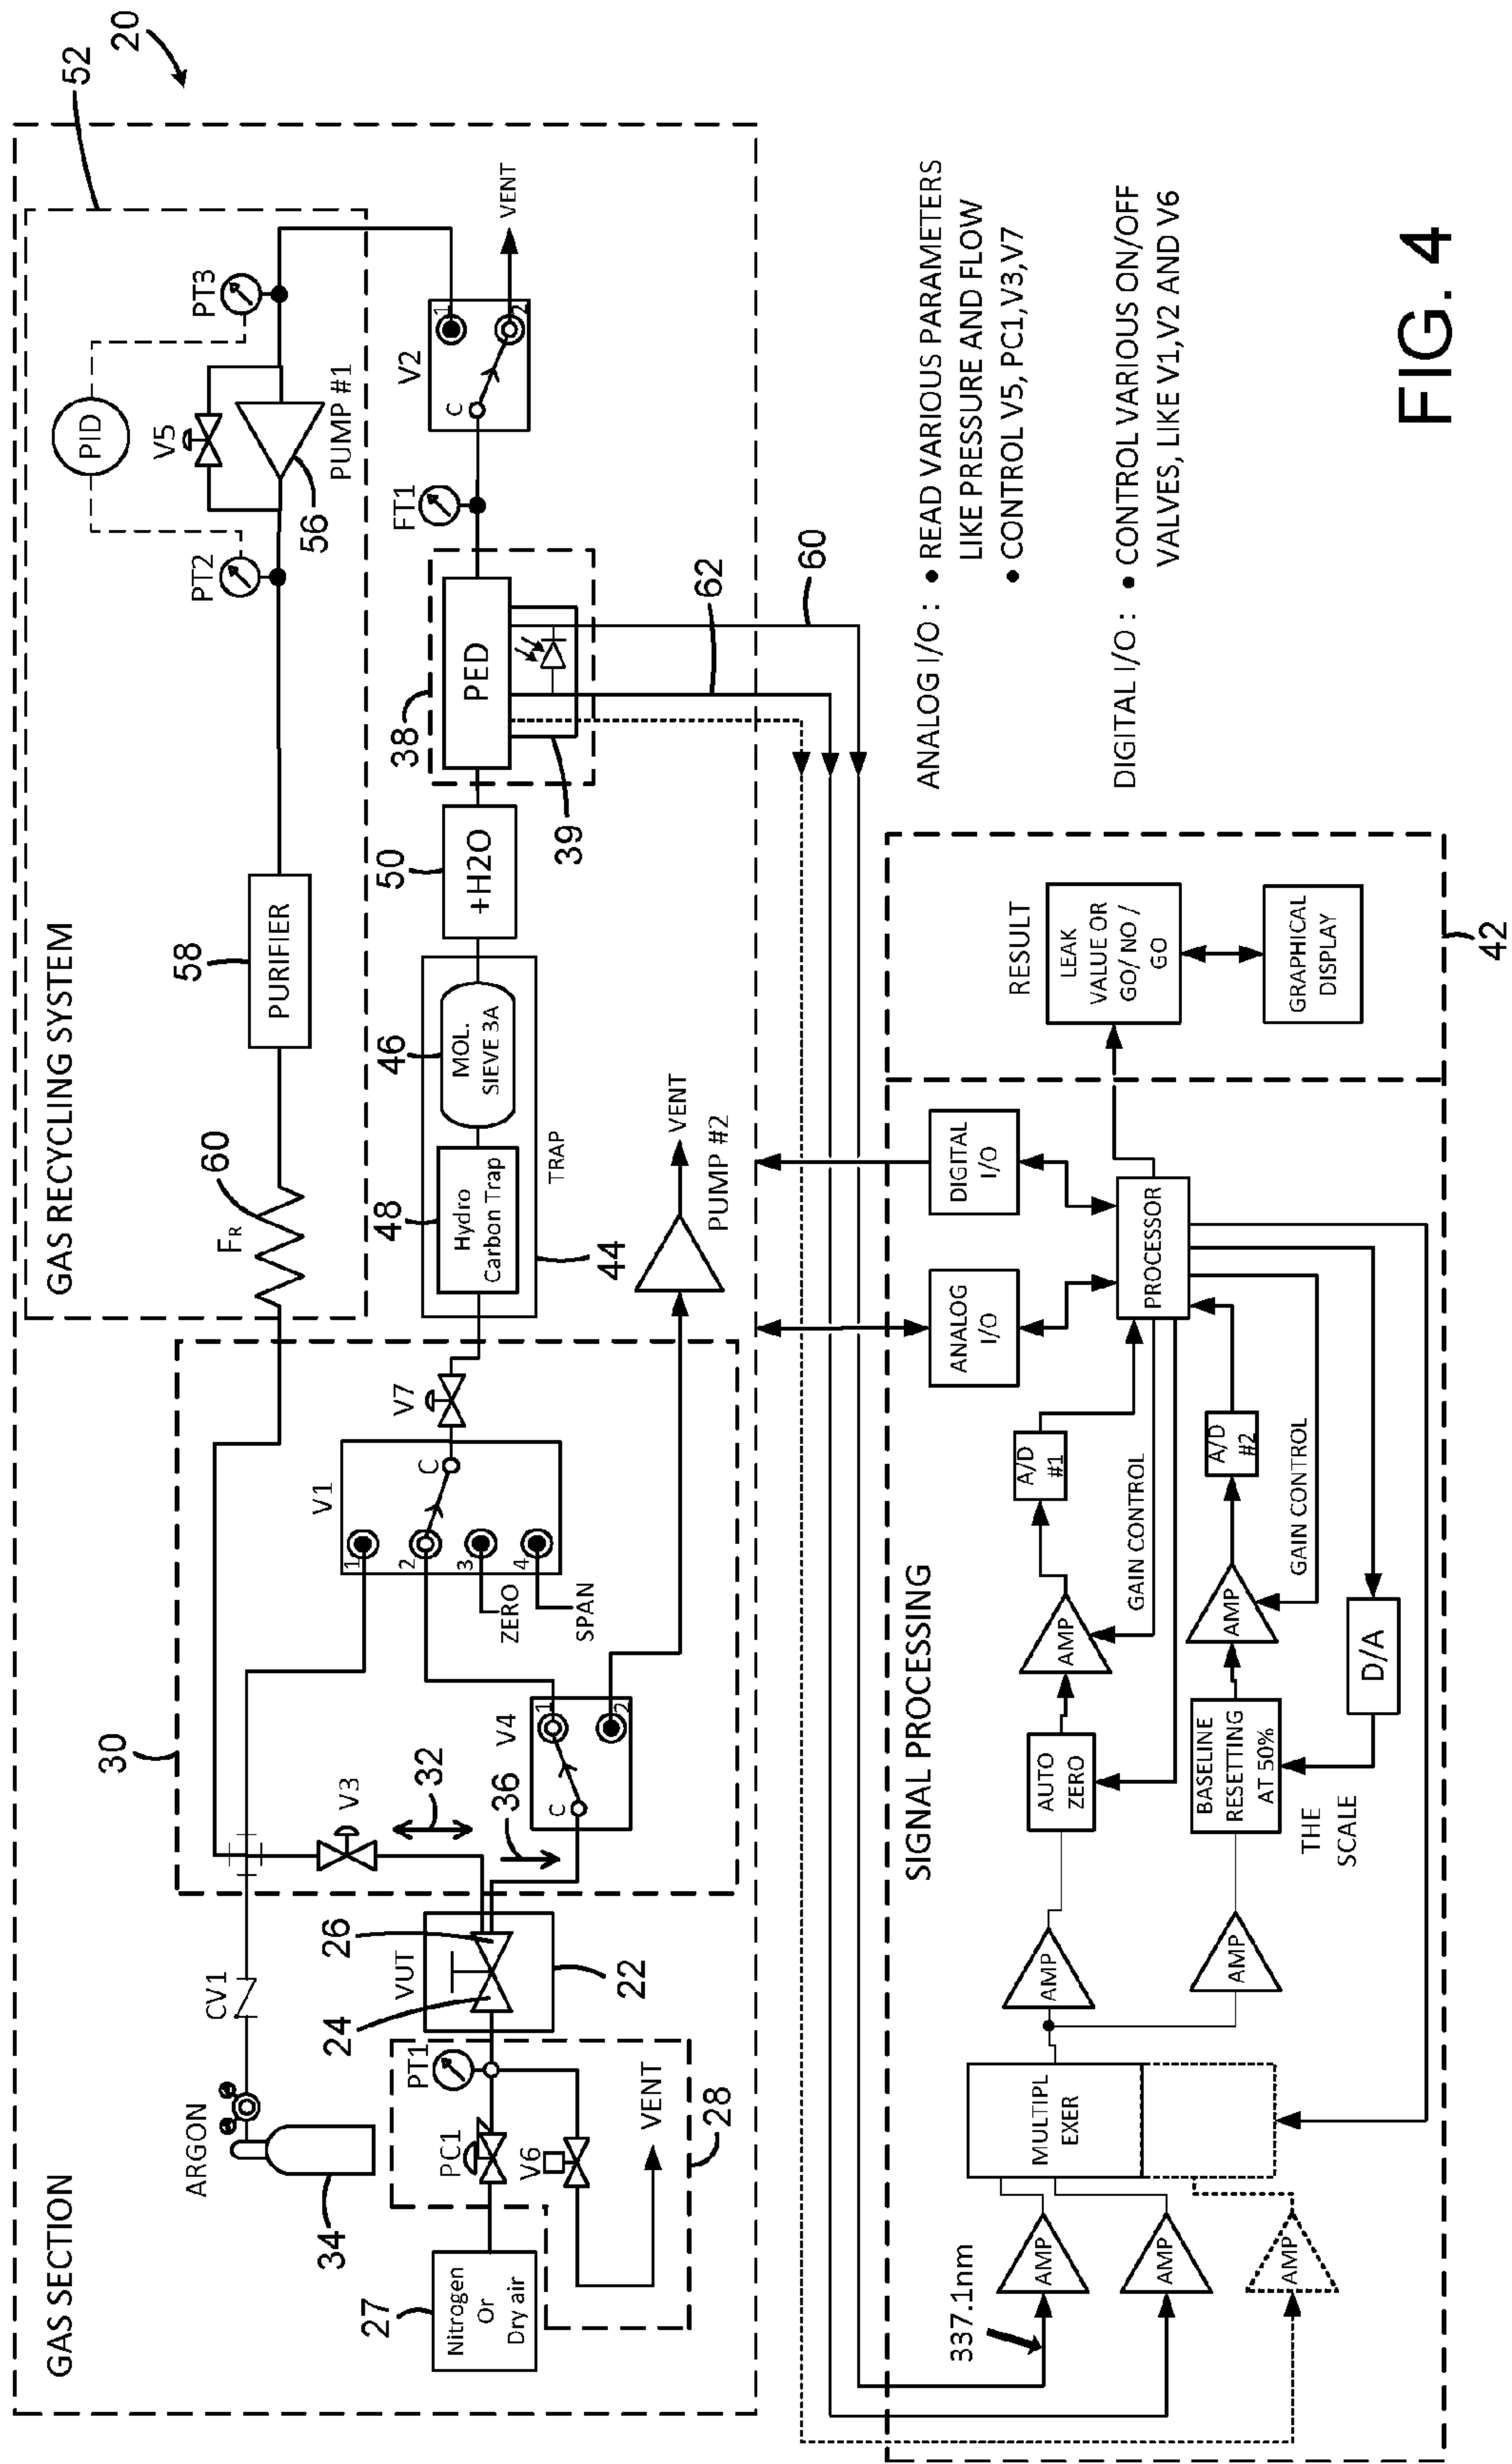 20
52
GAS RECYCLING SYSTEM
PID
V5
PT3
PT2
56
PUMP #1
58
PURIFIER
60
FR
GAS SECTION
ARGON
34
CV1
30
V3
32
36
V1
1
2
3
4
C
ZERO
SPAN
V7
V4
C
1
2
48
Hydro
Carbon Trap
46
MOL.
SIEVE 3A
TRAP
44
50
+H2O
38
PED
39
FT1
V2
C
1
2
VENT
PUMP #2
VENT
62
60
27
Nitrogen
Or
Dry air
PC1
PT1
V6
VENT
28
VUT
24
26
22
SIGNAL PROCESSING
337.1nm
AMP
AMP
AMP
MULTIPL
EXER
AMP
AMP
AUTO
ZERO
BASELINE
RESETTING
AT 50%
THE
SCALE
AMP
AMP
GAIN CONTROL
GAIN CONTROL
A/D
#1
A/D
#2
D/A
ANALOG
I/O
DIGITAL
I/O
PROCESSOR
RESULT
LEAK
VALUE OR
GO/ NO /
GO
GRAPHICAL
DISPLAY
42
ANALOG I/O : • READ VARIOUS PARAMETERS
LIKE PRESSURE AND FLOW
• CONTROL V5, PC1,V3,V7
DIGITAL I/O : • CONTROL VARIOUS ON/OFF
VALVES, LIKE V1,V2 AND V6
FIG. 4